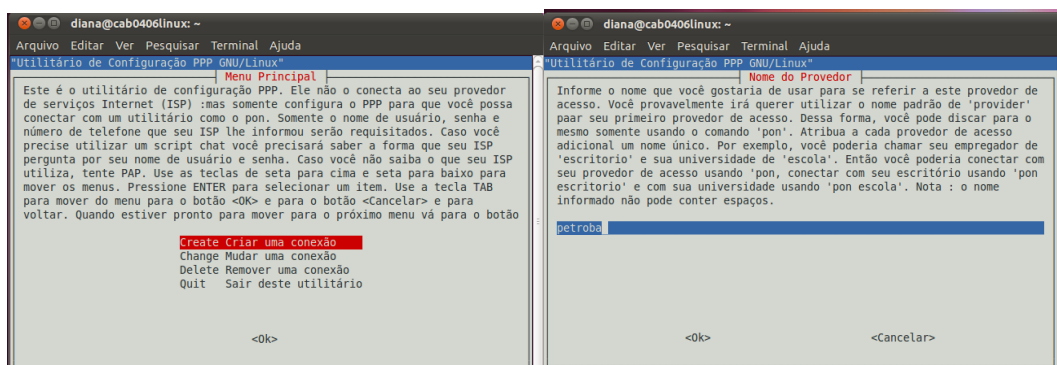 diana@cab0406linux: ~
Arquivo Editar Ver Pesquisar Terminal Ajuda
"Utilitário de Configuração PPP GNU/Linux"
Menu Principal
Este é o utilitário de configuração PPP. Ele não o conecta ao seu provedor
de serviços Internet (ISP) :mas somente configura o PPP para que você possa
conectar com um utilitário como o pon. Somente o nome de usuário, senha e
número de telefone que seu ISP lhe informou serão requisitados. Caso você
precise utilizar um script chat você precisará saber a forma que seu ISP
pergunta por seu nome de usuário e senha. Caso você não saiba o que seu ISP
utiliza, tente PAP. Use as teclas de seta para cima e seta para baixo para
mover os menus. Pressione ENTER para selecionar um item. Use a tecla TAB
para mover do menu para o botão <OK> e para o botão <Cancelar> e para
voltar. Quando estiver pronto para mover para o próximo menu vá para o botão
Create Criar uma conexão
Change Mudar uma conexão
Delete Remover uma conexão
Quit Sair deste utilitário
<Ok>
diana@cab0406linux: ~
Arquivo Editar Ver Pesquisar Terminal Ajuda
"Utilitário de Configuração PPP GNU/Linux"
Nome do Provedor
Informe o nome que você gostaria de usar para se referir a este provedor de
acesso. Você provavelmente irá querer utilizar o nome padrão de 'provider'
paar seu primeiro provedor de acesso. Dessa forma, você pode discar para o
mesmo somente usando o comando 'pon'. Atribua a cada provedor de acesso
adicional um nome único. Por exemplo, você poderia chamar seu empregador de
'escritorio' e sua universidade de 'escola'. Então você poderia conectar com
seu provedor de acesso usando 'pon, conectar com seu escritório usando 'pon
escritorio' e com sua universidade usando 'pon escola'. Nota : o nome
informado não pode conter espaços.
petroba
<Ok> <Cancelar>